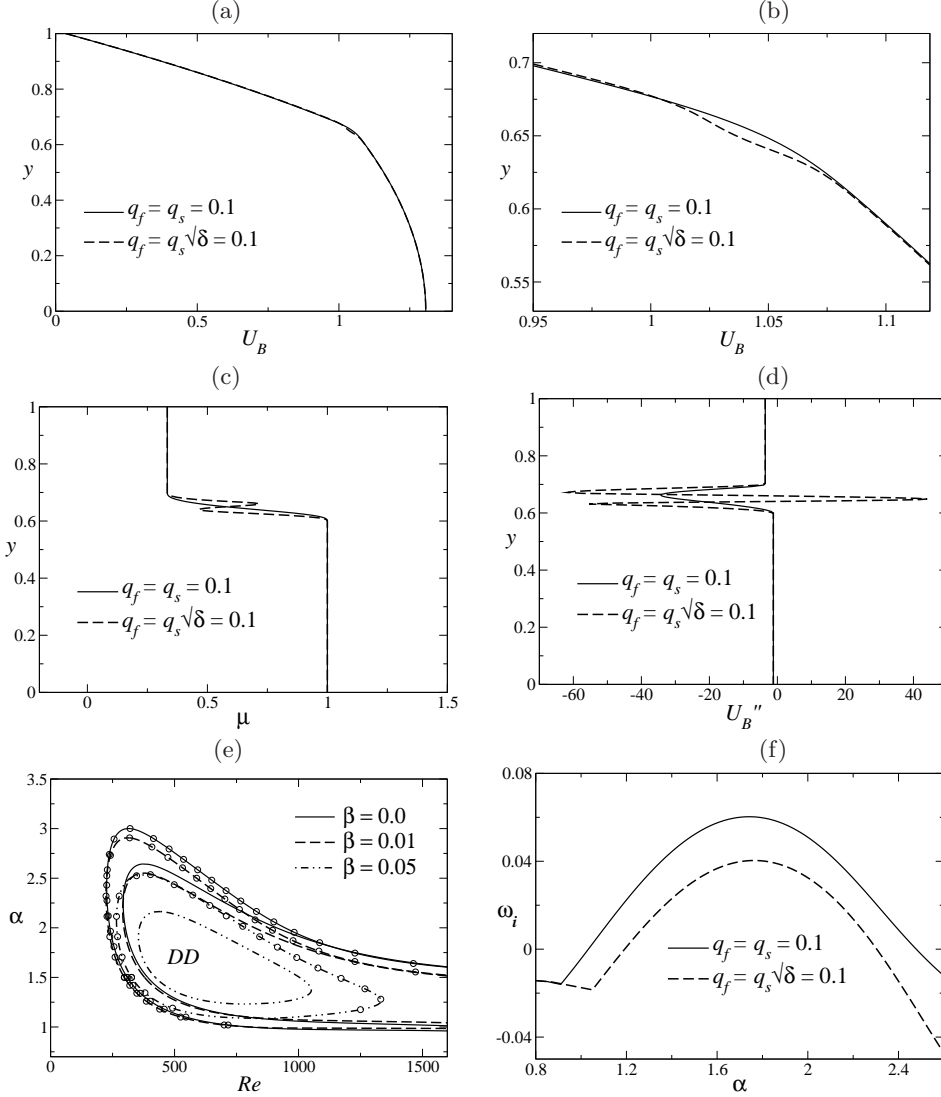 (a)
1
0.8
0.6
y
0.4
0.2
0
0
0.5
1
U_B
q_f = q_s = 0.1
q_f = q_s√δ = 0.1
(b)
0.7
0.65
y
0.6
0.55
0.95
1
1.05
1.1
U_B
q_f = q_s = 0.1
q_f = q_s√δ = 0.1
(c)
1
0.8
0.6
y
0.4
0.2
0
0
0.5
1
1.5
μ
q_f = q_s = 0.1
q_f = q_s√δ = 0.1
(d)
1
0.8
0.6
y
0.4
0.2
0
-60
-40
-20
0
20
40
U_B''
q_f = q_s = 0.1
q_f = q_s√δ = 0.1
(e)
3.5
3
2.5
α
2
1.5
1
0
500
1000
1500
Re
β = 0.0
β = 0.01
β = 0.05
DD
(f)
0.08
0.04
ω_i
0
-0.04
0.8
1.2
1.6
2
2.4
α
q_f = q_s = 0.1
q_f = q_s√δ = 0.1